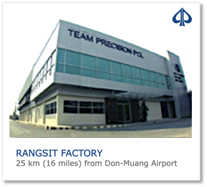 TEAM PRECISION PCL.
RANGSIT FACTORY
25 km (16 miles) from Don-Muang Airport